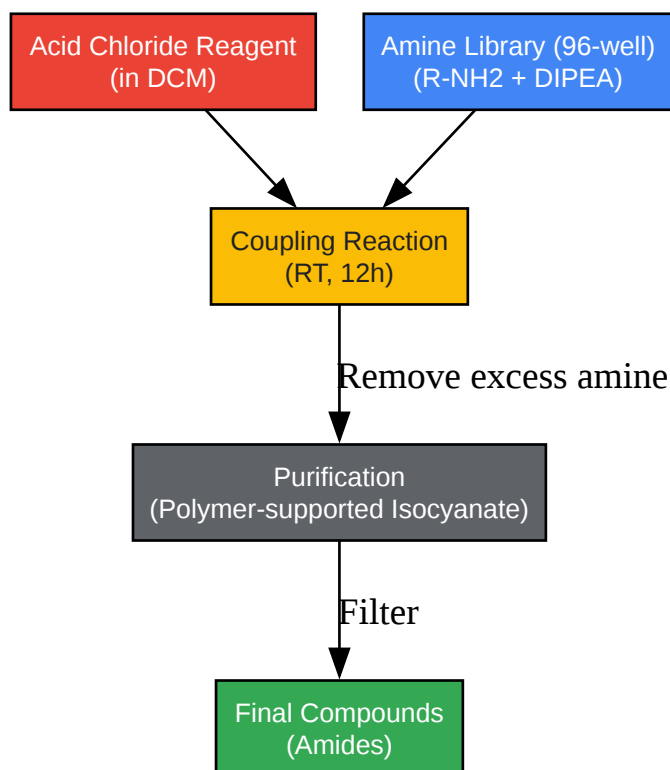 Acid Chloride Reagent
(in DCM)
Amine Library (96-well)
(R-NH2 + DIPEA)
Coupling Reaction
(RT, 12h)
Remove excess amine
Purification
(Polymer-supported Isocyanate)
Filter
Final Compounds
(Amides)